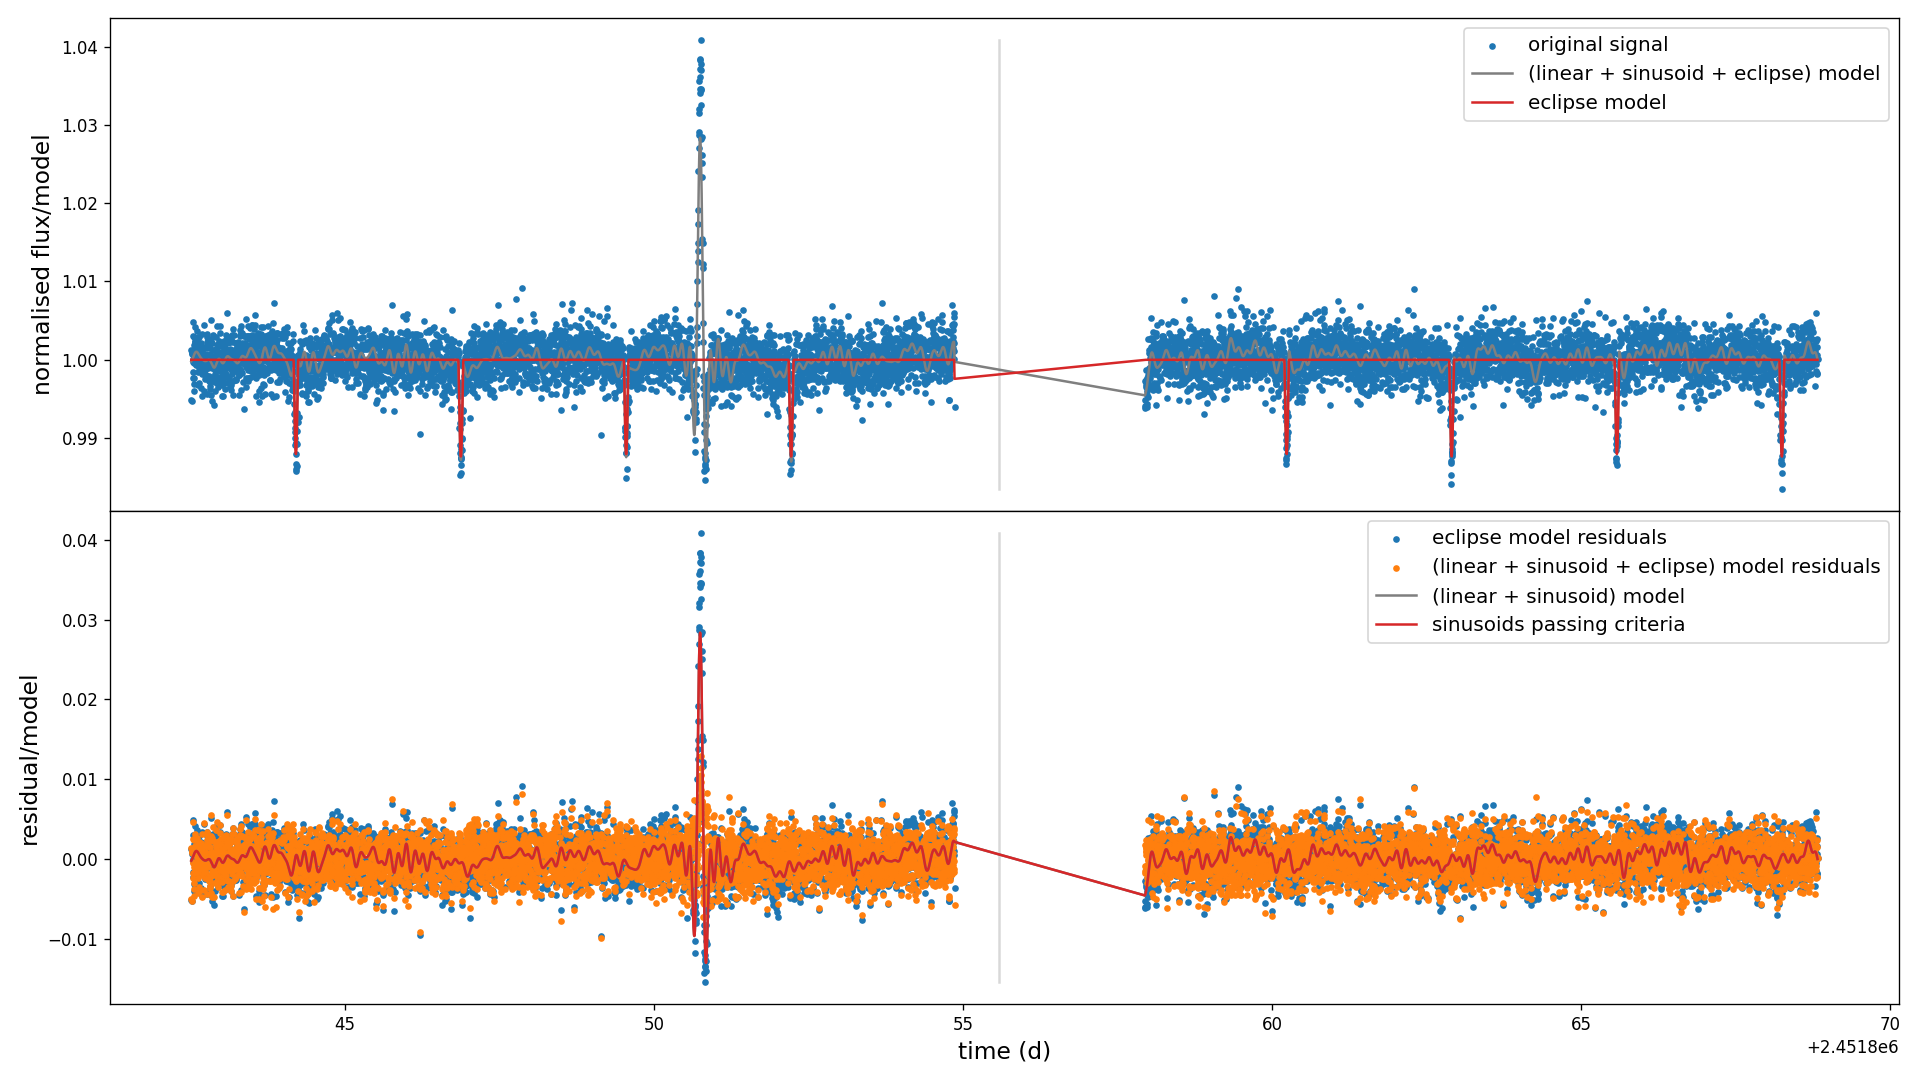 normalised flux/model
1.04
1.03
1.02
1.01
1.00
0.99
original signal
(linear + sinusoid + eclipse) model
eclipse model
residual/model
0.04
0.03
0.02
0.01
0.00
−0.01
eclipse model residuals
(linear + sinusoid + eclipse) model residuals
(linear + sinusoid) model
sinusoids passing criteria
45
50
55
60
65
70
time (d)
+2.4518e6